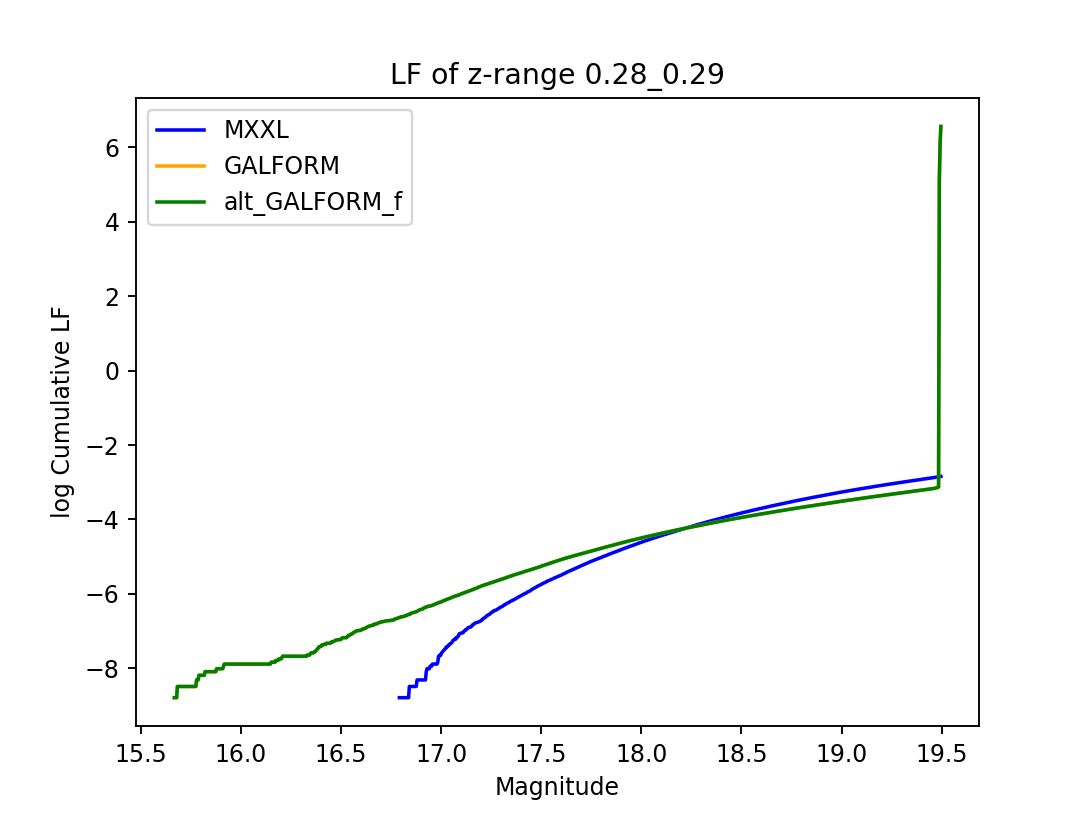 LF of z-range 0.28_0.29
MXXL
GALFORM
alt_GALFORM_f
6
4
2
0
−2
−4
−6
−8
log Cumulative LF
15.5 16.0 16.5 17.0 17.5 18.0 18.5 19.0 19.5
Magnitude